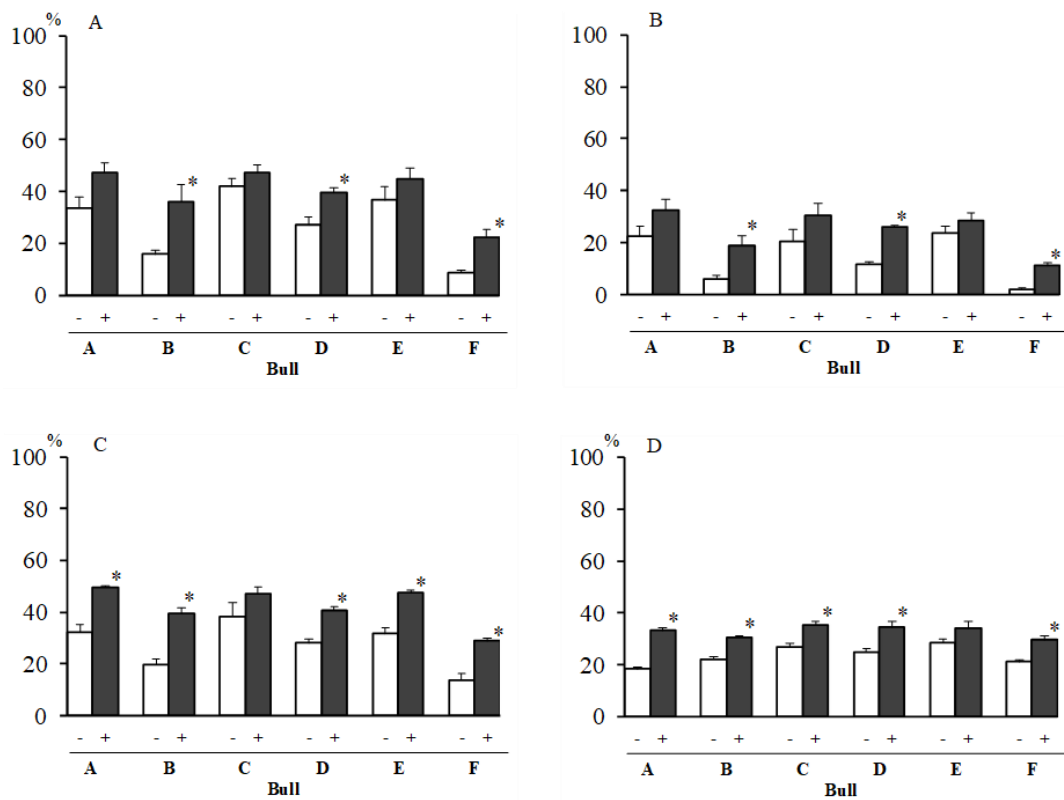 % A
100
80
60
40
20
0
* * *
- + - + - + - + - + - +
A B C D E F
Bull
B
100
80
60
40
20
0
* * *
- + - + - + - + - + - +
A B C D E F
Bull
% C
100
80
60
40
20
0
* * * * *
- + - + - + - + - + - +
A B C D E F
Bull
% D
100
80
60
40
20
0
* * * * *
- + - + - + - + - + - +
A B C D E F
Bull